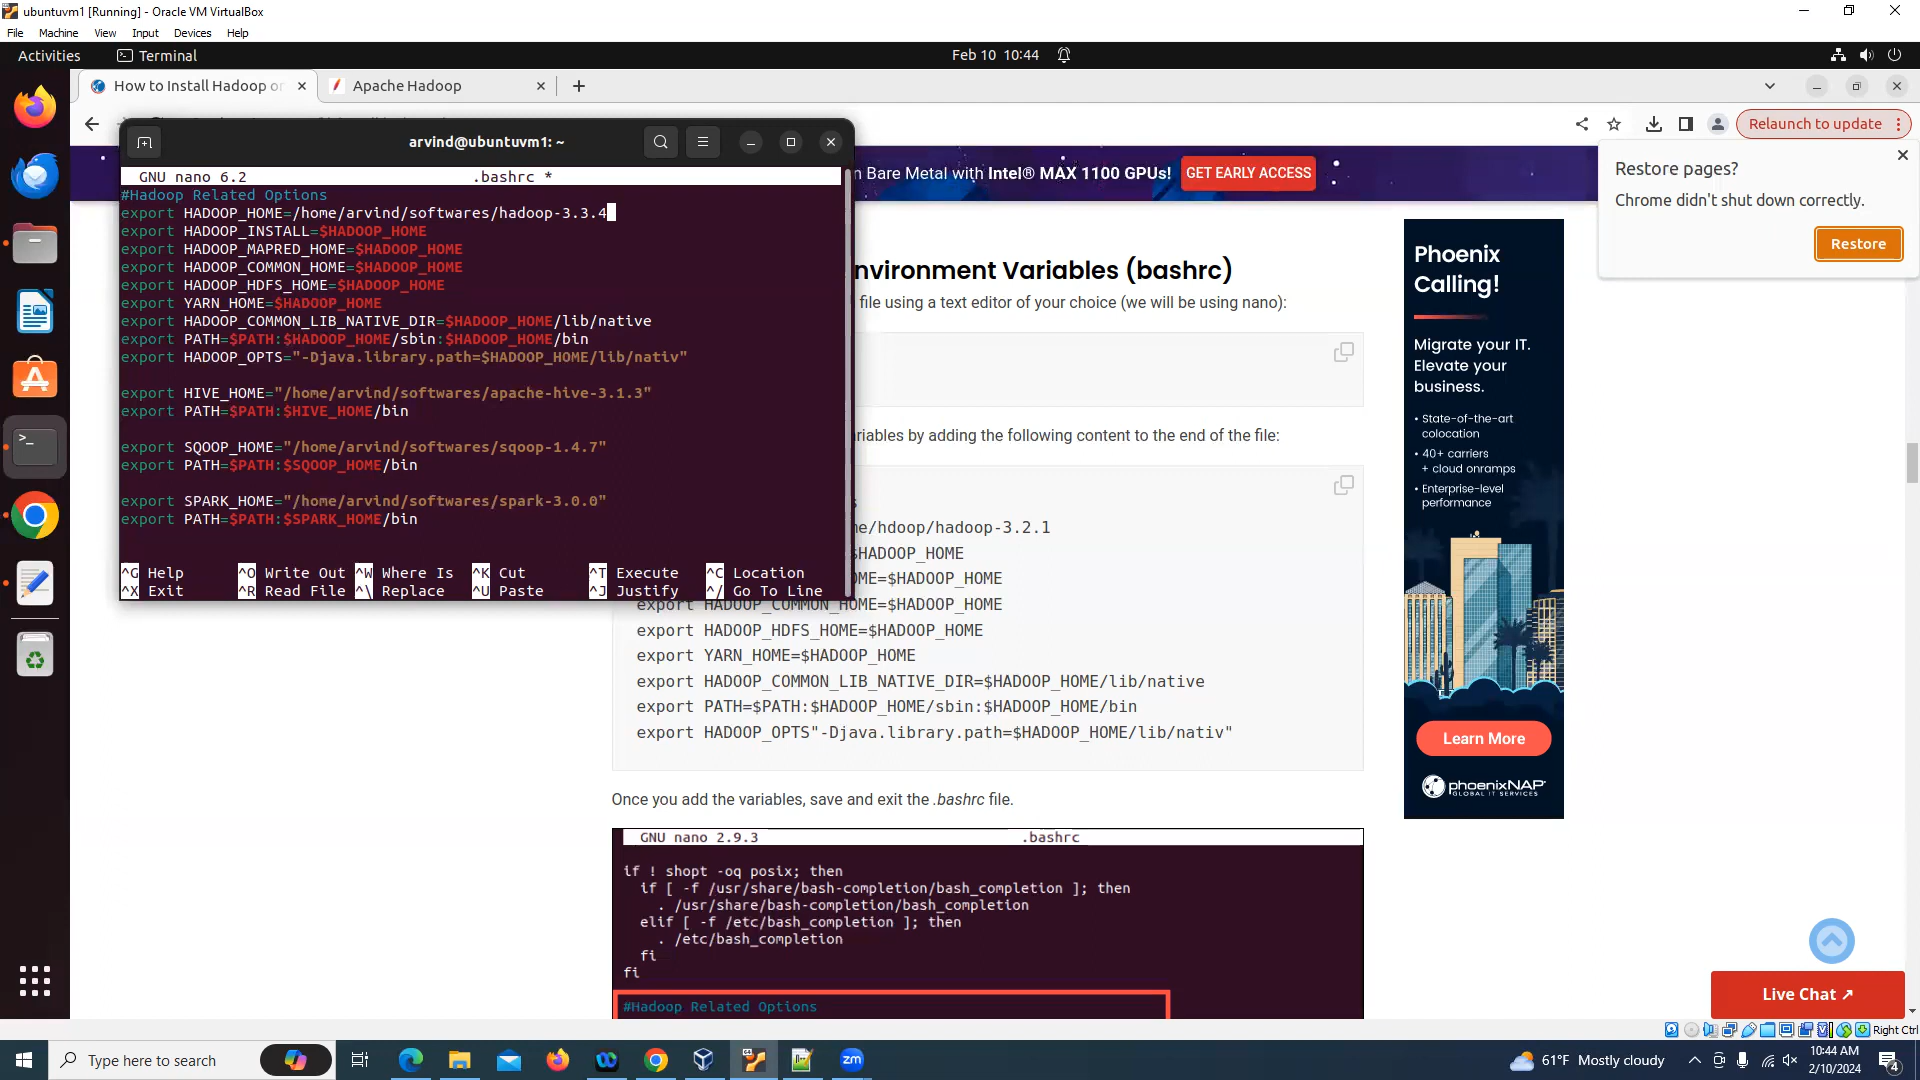 ubuntuvm1 [Running] - Oracle VM VirtualBox
File Machine View Input Devices Help
Activities Terminal Feb 10 10:44
How to Install Hadoop or
Apache Hadoop
Relaunch to update
n Bare Metal with Intel® MAX 1100 GPUs! GET EARLY ACCESS
Restore pages?
Chrome didn't shut down correctly.
Restore
arvind@ubuntuvm1: ~
GNU nano 6.2 .bashrc *
#Hadoop Related Options
export HADOOP_HOME=/home/arvind/softwares/hadoop-3.3.4
export HADOOP_INSTALL=$HADOOP_HOME
export HADOOP_MAPRED_HOME=$HADOOP_HOME
export HADOOP_COMMON_HOME=$HADOOP_HOME
export HADOOP_HDFS_HOME=$HADOOP_HOME
export YARN_HOME=$HADOOP_HOME
export HADOOP_COMMON_LIB_NATIVE_DIR=$HADOOP_HOME/lib/native
export PATH=$PATH:$HADOOP_HOME/sbin:$HADOOP_HOME/bin
export HADOOP_OPTS="-Djava.library.path=$HADOOP_HOME/lib/nativ"
export HIVE_HOME="/home/arvind/softwares/apache-hive-3.1.3"
export PATH=$PATH:$HIVE_HOME/bin
export SQOOP_HOME="/home/arvind/softwares/sqoop-1.4.7"
export PATH=$PATH:$SQOOP_HOME/bin
export SPARK_HOME="/home/arvind/softwares/spark-3.0.0"
export PATH=$PATH:$SPARK_HOME/bin
^G Help ^O Write Out ^W Where Is ^K Cut ^T Execute ^C Location
^X Exit ^R Read File ^\ Replace ^U Paste ^J Justify ^/ Go To Line
nvironment Variables (bashrc)
file using a text editor of your choice (we will be using nano):
riables by adding the following content to the end of the file:
s
e/hdoop/hadoop-3.2.1
$HADOOP_HOME
ME=$HADOOP_HOME
export HADOOP_COMMON_HOME=$HADOOP_HOME
export HADOOP_HDFS_HOME=$HADOOP_HOME
export YARN_HOME=$HADOOP_HOME
export HADOOP_COMMON_LIB_NATIVE_DIR=$HADOOP_HOME/lib/native
export PATH=$PATH:$HADOOP_HOME/sbin:$HADOOP_HOME/bin
export HADOOP_OPTS"-Djava.library.path=$HADOOP_HOME/lib/nativ"
Once you add the variables, save and exit the .bashrc file.
GNU nano 2.9.3 .bashrc
if ! shopt -oq posix; then
if [ -f /usr/share/bash-completion/bash_completion ]; then
. /usr/share/bash-completion/bash_completion
elif [ -f /etc/bash_completion ]; then
. /etc/bash_completion
fi
fi
#Hadoop Related Options
Phoenix
Calling!
Migrate your IT.
Elevate your
business.
• State-of-the-art
colocation
• 40+ carriers
+ cloud onramps
• Enterprise-level
performance
Learn More
phoenixNAP®
GLOBAL IT SERVICES
Live Chat ↗
Right Ctrl
Type here to search
zm
61°F Mostly cloudy
10:44 AM
2/10/2024
4